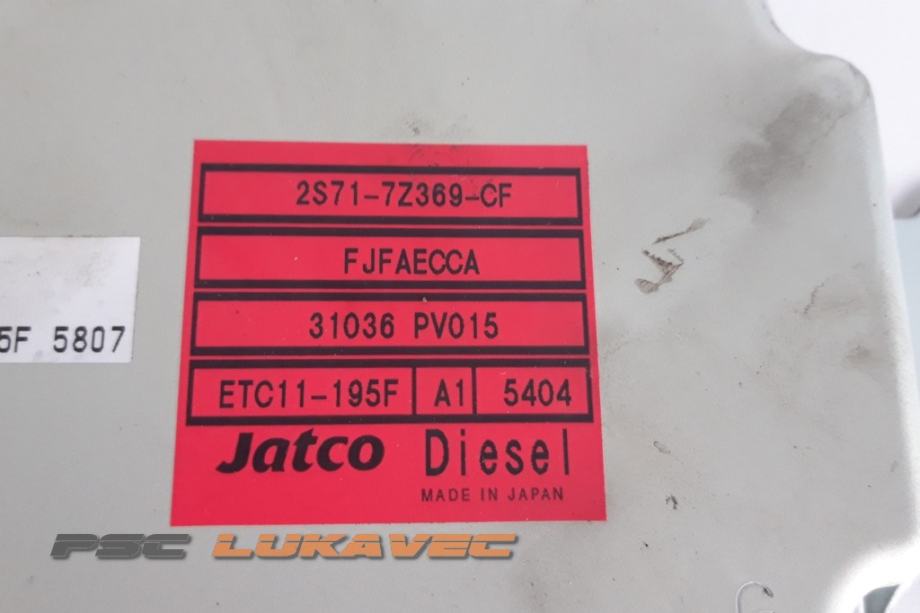 2S71-7Z369-CF
FJFAECCA
31036 PV015
ETC11-195F A1 5404
Jatco Diesel
MADE IN JAPAN
5F 5807
PSC LUKAVEC